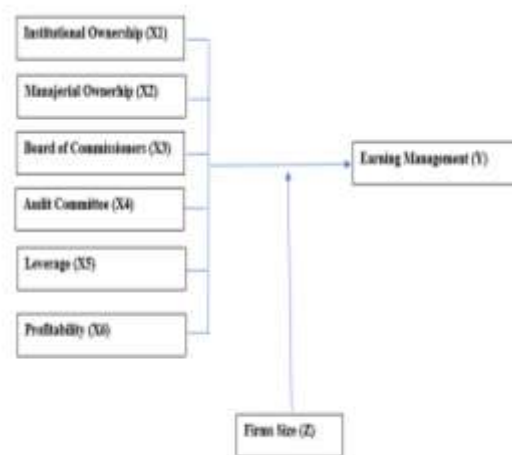 Institutional Ownership (X1)
Manajerial Ownerhip (X2)
Board of Commissioners (X3)
Audit Committee (X4)
Leverage (X5)
Profitability (X6)
Earning Management (Y)
Firms Size (Z)